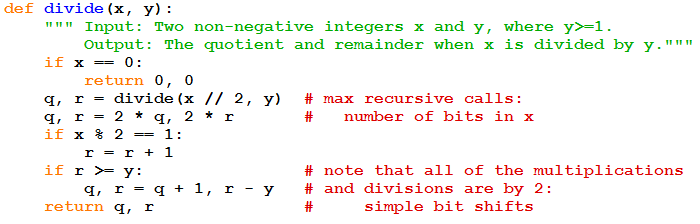 def divide(x, y):
    """ Input: Two non-negative integers x and y, where y>=1.
        Output: The quotient and remainder when x is divided by y."""
    if x == 0:
        return 0, 0
    q, r = divide(x // 2, y)  # max recursive calls:
    q, r = 2 * q, 2 * r       #   number of bits in x
    if x % 2 == 1:
        r = r + 1
    if r >= y:                # note that all of the multiplications
        q, r = q + 1, r - y   # and divisions are by 2:
    return q, r               #     simple bit shifts